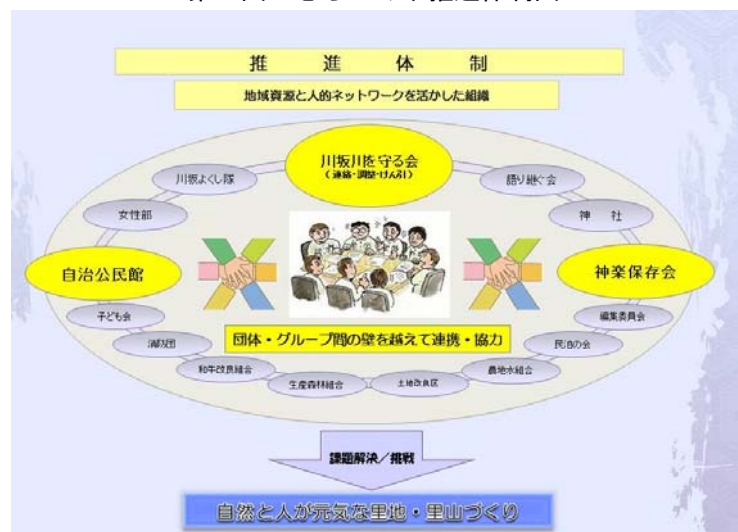 推 進 体 制
地域資源と人的ネットワークを活かした組織
川坂川を守る会
(連絡・調整・けん引)
川坂よくし隊
語り継ぐ会
女性部
神 社
自治公民館
神楽保存会
子ども会
編集委員会
消防団
団体・グループ間の壁を越えて連携・協力
民泊の会
和牛改良組合
農地水組合
生産森林組合
土地改良区
課題解決/挑戦
自然と人が元気な里地・里山づくり